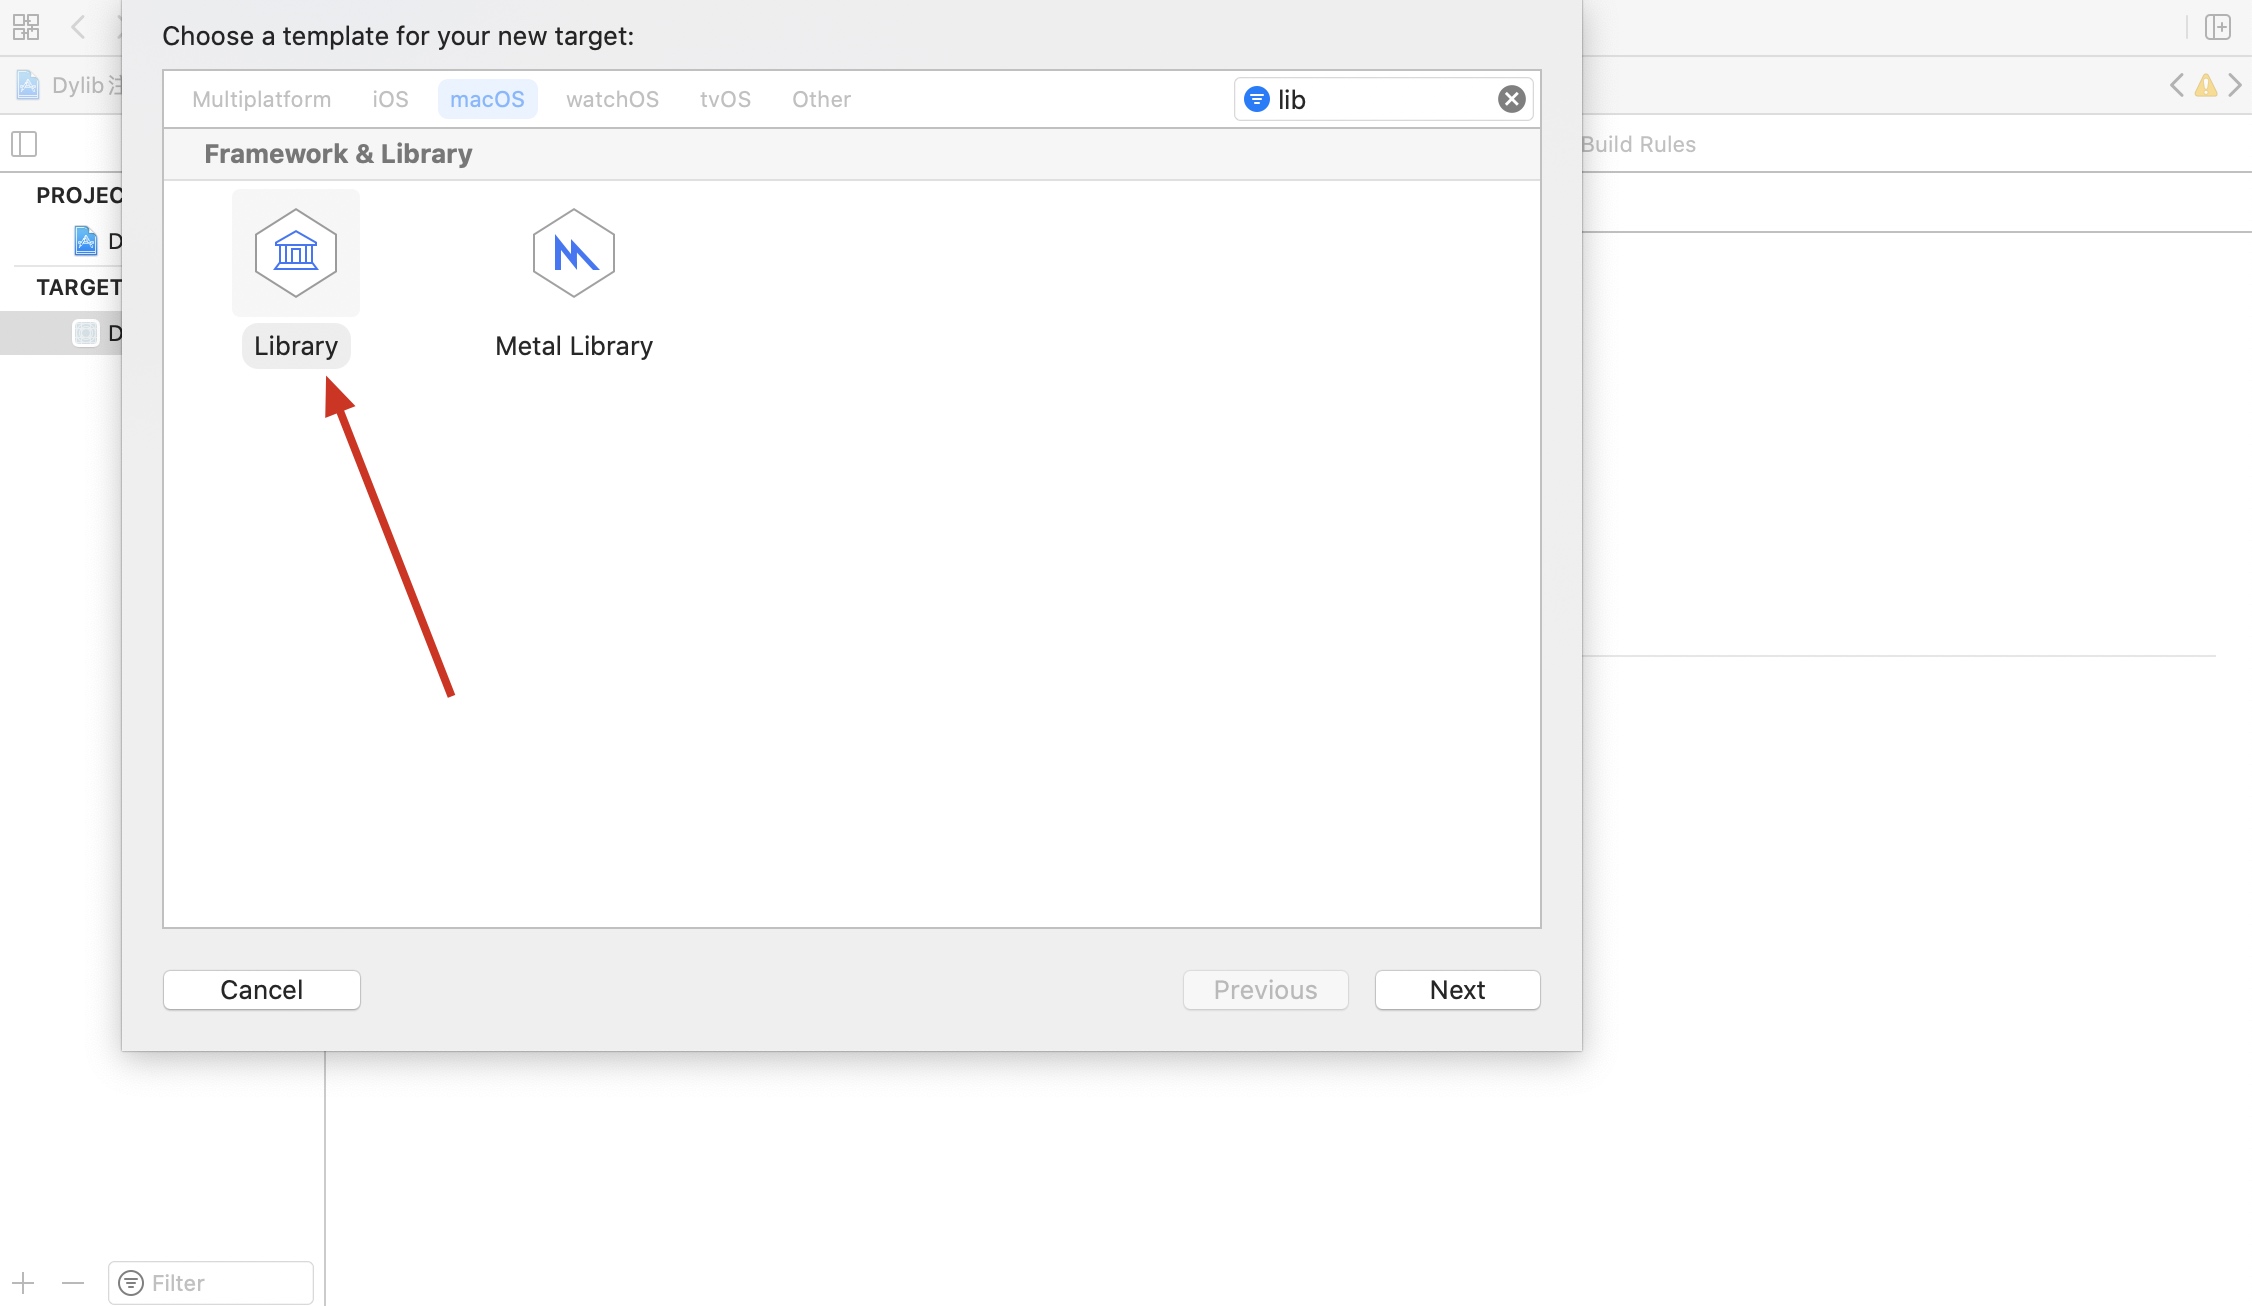 Choose a template for your new target:
Multiplatform iOS macOS watchOS tvOS Other lib
Dylib
Framework & Library
Build Rules
PROJEC
D
TARGET
D
Library Metal Library
Cancel Previous Next
Filter